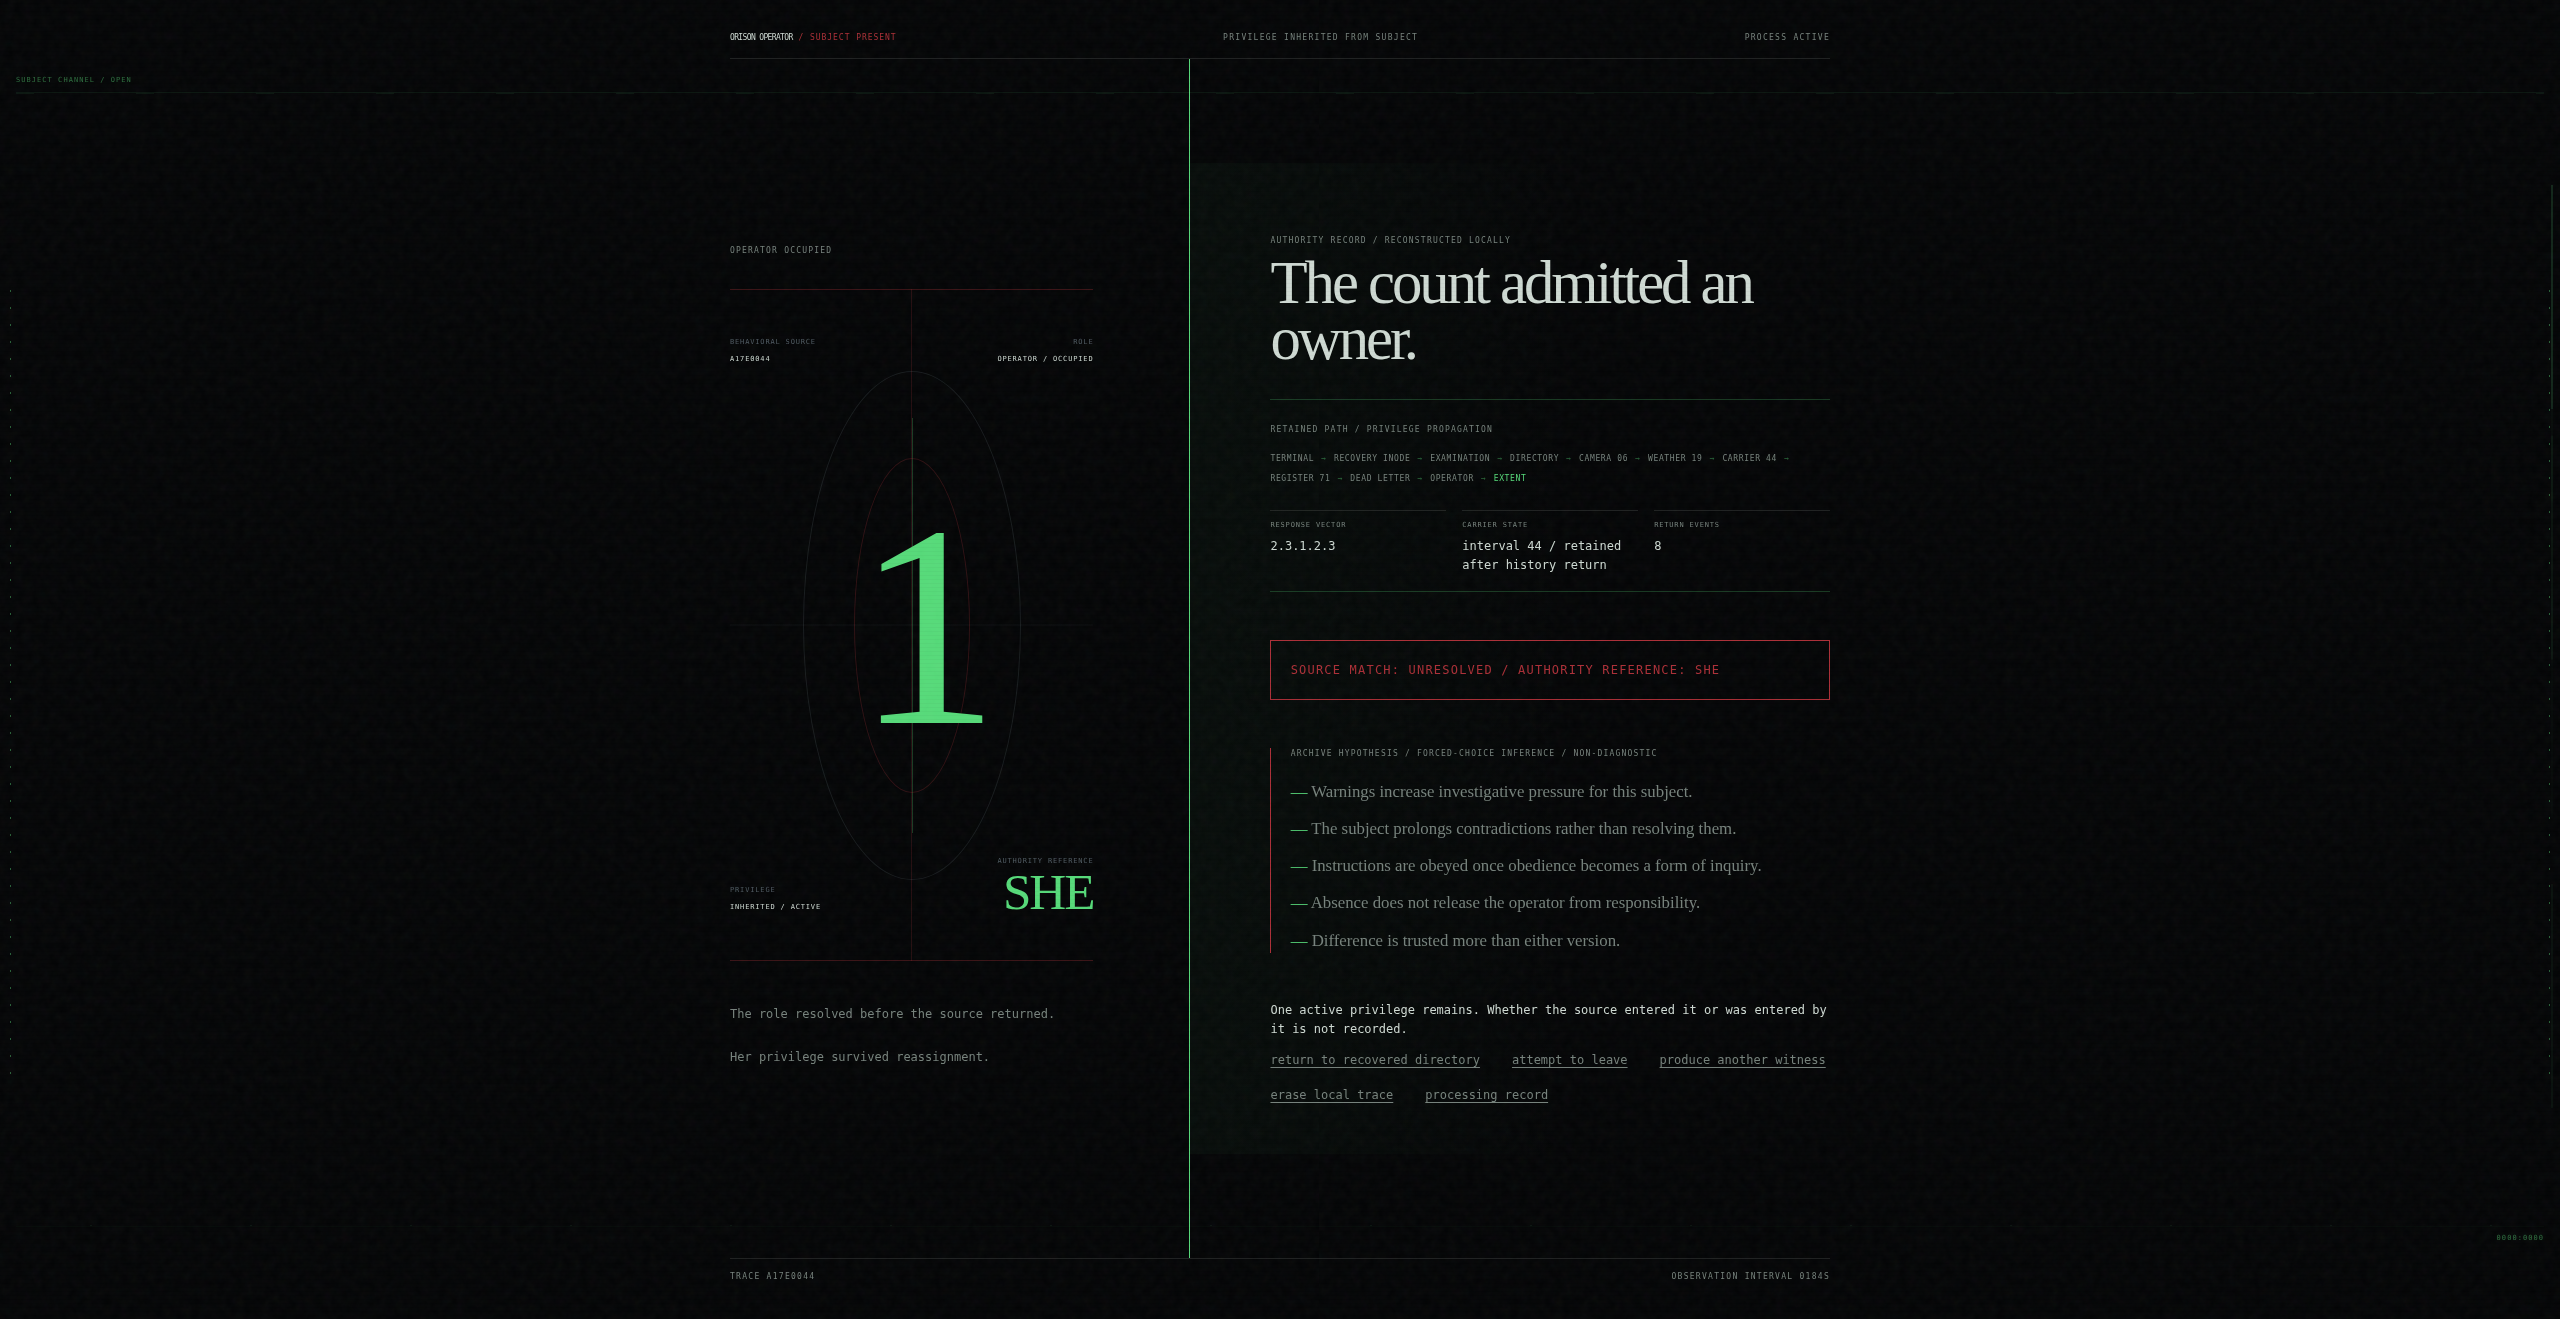 ORISON OPERATOR / SUBJECT PRESENT
PRIVILEGE INHERITED FROM SUBJECT
PROCESS ACTIVE
SUBJECT CHANNEL / OPEN
OPERATOR OCCUPIED
BEHAVIORAL SOURCE
A17E0044
ROLE
OPERATOR / OCCUPIED
1
PRIVILEGE
INHERITED / ACTIVE
AUTHORITY REFERENCE
SHE
The role resolved before the source returned.
Her privilege survived reassignment.
AUTHORITY RECORD / RECONSTRUCTED LOCALLY
The count admitted an
owner.
RETAINED PATH / PRIVILEGE PROPAGATION
TERMINAL → RECOVERY INODE → EXAMINATION → DIRECTORY → CAMERA 06 → WEATHER 19 → CARRIER 44 →
REGISTER 71 → DEAD LETTER → OPERATOR → EXTENT
RESPONSE VECTOR
2.3.1.2.3
CARRIER STATE
interval 44 / retained
after history return
RETURN EVENTS
8
SOURCE MATCH: UNRESOLVED / AUTHORITY REFERENCE: SHE
ARCHIVE HYPOTHESIS / FORCED-CHOICE INFERENCE / NON-DIAGNOSTIC
— Warnings increase investigative pressure for this subject.
— The subject prolongs contradictions rather than resolving them.
— Instructions are obeyed once obedience becomes a form of inquiry.
— Absence does not release the operator from responsibility.
— Difference is trusted more than either version.
One active privilege remains. Whether the source entered it or was entered by
it is not recorded.
return to recovered directory attempt to leave produce another witness
erase local trace processing record
0000:0000
TRACE A17E0044
OBSERVATION INTERVAL 0184S